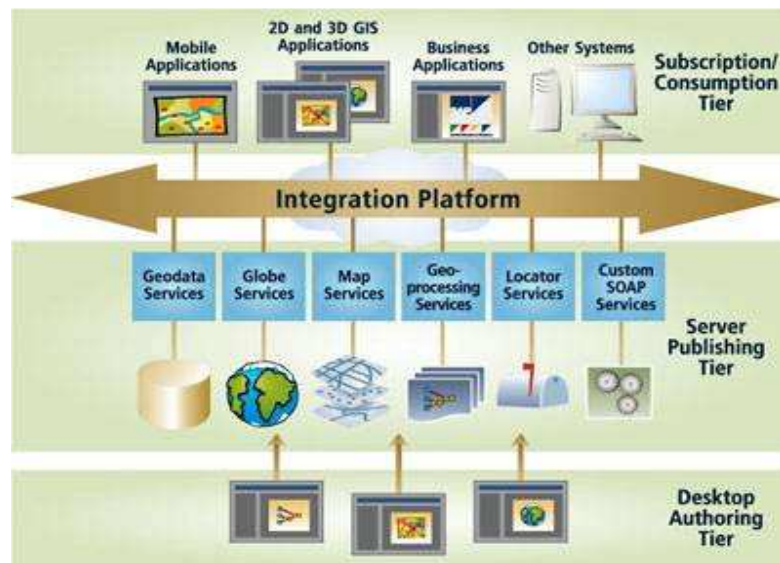 Mobile
Applications
2D and 3D GIS
Applications
Business
Applications
Other Systems
Subscription/
Consumption
Tier
Integration Platform
Geodata
Services
Globe
Services
Map
Services
Geo-
processing
Services
Locator
Services
Custom
SOAP
Services
Server
Publishing
Tier
Desktop
Authoring
Tier